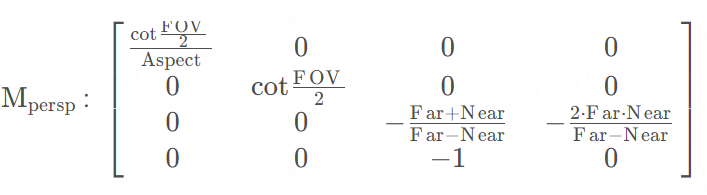 M_persp : [ cot FOV/2 / Aspect 0 0 0
0 cot FOV/2 0 0
0 0 − Far+Near / Far−Near − 2·Far·Near / Far−Near
0 0 −1 0 ]